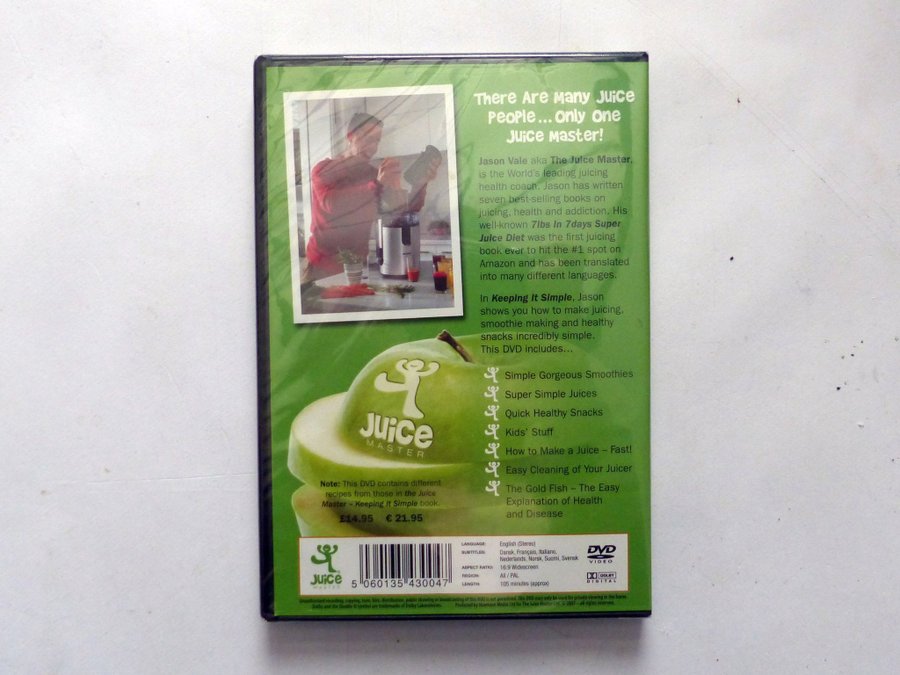 There Are Many Juice
People...Only One
Juice Master!
Jason Vale aka The Juice Master,
is the World's leading juicing
health coach. Jason has written
seven best-selling books on
juicing, health and addiction. His
well-known 7lbs in 7days Super
Juice Diet was the first juicing
book ever to hit the #1 spot on
Amazon and has been translated
into many different languages.
In Keeping It Simple, Jason
shows you how to make juicing,
smoothie making and healthy
snacks incredibly simple.
This DVD includes...
Simple Gorgeous Smoothies
Super Simple Juices
Quick Healthy Snacks
Kids' Stuff
How to Make a Juice – Fast!
Easy Cleaning of Your Juicer
The Gold Fish – The Easy
Explanation of Health
and Disease
Juice
MASTER
Note: This DVD contains different
recipes from those in the Juice
Master – Keeping It Simple book.
£14.95 € 21.95
Juice
MASTER
5 060135 430047
LANGUAGE: English (Stereo)
SUBTITLES: Dansk, Français, Italiano,
Nederlands, Norsk, Suomi, Svensk
ASPECT RATIO: 16:9 Widescreen
REGION: All / PAL
LENGTH: 105 minutes (approx)
DVD
VIDEO
DOLBY
DIGITAL